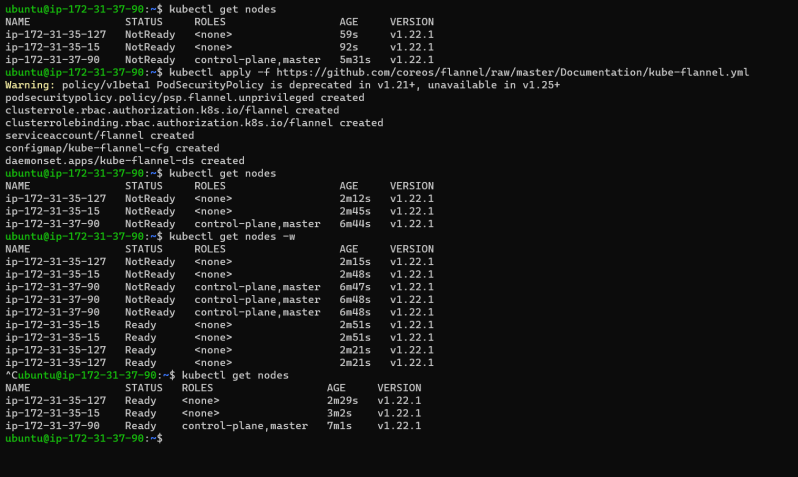 ubuntu@ip-172-31-37-90:~$ kubectl get nodes
NAME STATUS ROLES AGE VERSION
ip-172-31-35-127 NotReady <none> 59s v1.22.1
ip-172-31-35-15 NotReady <none> 92s v1.22.1
ip-172-31-37-90 NotReady control-plane,master 5m31s v1.22.1
ubuntu@ip-172-31-37-90:~$ kubectl apply -f https://github.com/coreos/flannel/raw/master/Documentation/kube-flannel.yml
Warning: policy/v1beta1 PodSecurityPolicy is deprecated in v1.21+, unavailable in v1.25+
podsecuritypolicy.policy/psp.flannel.unprivileged created
clusterrole.rbac.authorization.k8s.io/flannel created
clusterrolebinding.rbac.authorization.k8s.io/flannel created
serviceaccount/flannel created
configmap/kube-flannel-cfg created
daemonset.apps/kube-flannel-ds created
ubuntu@ip-172-31-37-90:~$ kubectl get nodes
NAME STATUS ROLES AGE VERSION
ip-172-31-35-127 NotReady <none> 2m12s v1.22.1
ip-172-31-35-15 NotReady <none> 2m45s v1.22.1
ip-172-31-37-90 NotReady control-plane,master 6m44s v1.22.1
ubuntu@ip-172-31-37-90:~$ kubectl get nodes -w
NAME STATUS ROLES AGE VERSION
ip-172-31-35-127 NotReady <none> 2m15s v1.22.1
ip-172-31-35-15 NotReady <none> 2m48s v1.22.1
ip-172-31-37-90 NotReady control-plane,master 6m47s v1.22.1
ip-172-31-37-90 NotReady control-plane,master 6m48s v1.22.1
ip-172-31-37-90 NotReady control-plane,master 6m48s v1.22.1
ip-172-31-35-15 Ready <none> 2m51s v1.22.1
ip-172-31-35-15 Ready <none> 2m51s v1.22.1
ip-172-31-35-127 Ready <none> 2m21s v1.22.1
ip-172-31-35-127 Ready <none> 2m21s v1.22.1
^Cubuntu@ip-172-31-37-90:~$ kubectl get nodes
NAME STATUS ROLES AGE VERSION
ip-172-31-35-127 Ready <none> 2m29s v1.22.1
ip-172-31-35-15 Ready <none> 3m2s v1.22.1
ip-172-31-37-90 Ready control-plane,master 7m1s v1.22.1
ubuntu@ip-172-31-37-90:~$